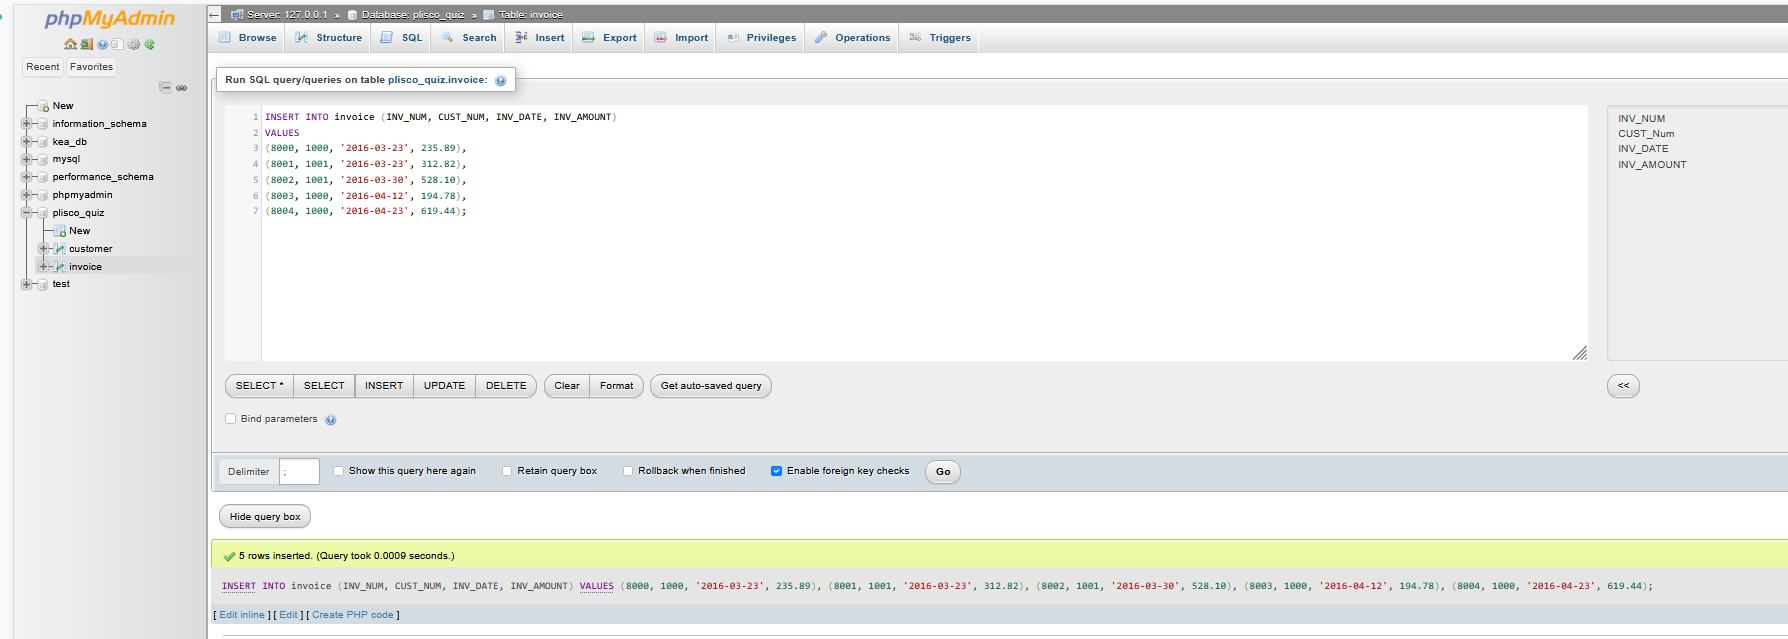 phpMyAdmin
Recent Favorites
New
information_schema
kea_db
mysql
performance_schema
phpmyadmin
plisco_quiz
New
customer
invoice
test
Server: 127.0.0.1 » Database: plisco_quiz » Table: invoice
Browse Structure SQL Search Insert Export Import Privileges Operations Triggers
Run SQL query/queries on table plisco_quiz.invoice:
1 INSERT INTO invoice (INV_NUM, CUST_NUM, INV_DATE, INV_AMOUNT)
2 VALUES
3 (8000, 1000, '2016-03-23', 235.89),
4 (8001, 1001, '2016-03-23', 312.82),
5 (8002, 1001, '2016-03-30', 528.10),
6 (8003, 1000, '2016-04-12', 194.78),
7 (8004, 1000, '2016-04-23', 619.44);
INV_NUM
CUST_Num
INV_DATE
INV_AMOUNT
SELECT * SELECT INSERT UPDATE DELETE Clear Format Get auto-saved query <<
Bind parameters
Delimiter ; Show this query here again Retain query box Rollback when finished Enable foreign key checks Go
Hide query box
5 rows inserted. (Query took 0.0009 seconds.)
INSERT INTO invoice (INV_NUM, CUST_NUM, INV_DATE, INV_AMOUNT) VALUES (8000, 1000, '2016-03-23', 235.89), (8001, 1001, '2016-03-23', 312.82), (8002, 1001, '2016-03-30', 528.10), (8003, 1000, '2016-04-12', 194.78), (8004, 1000, '2016-04-23', 619.44);
[ Edit inline ] [ Edit ] [ Create PHP code ]